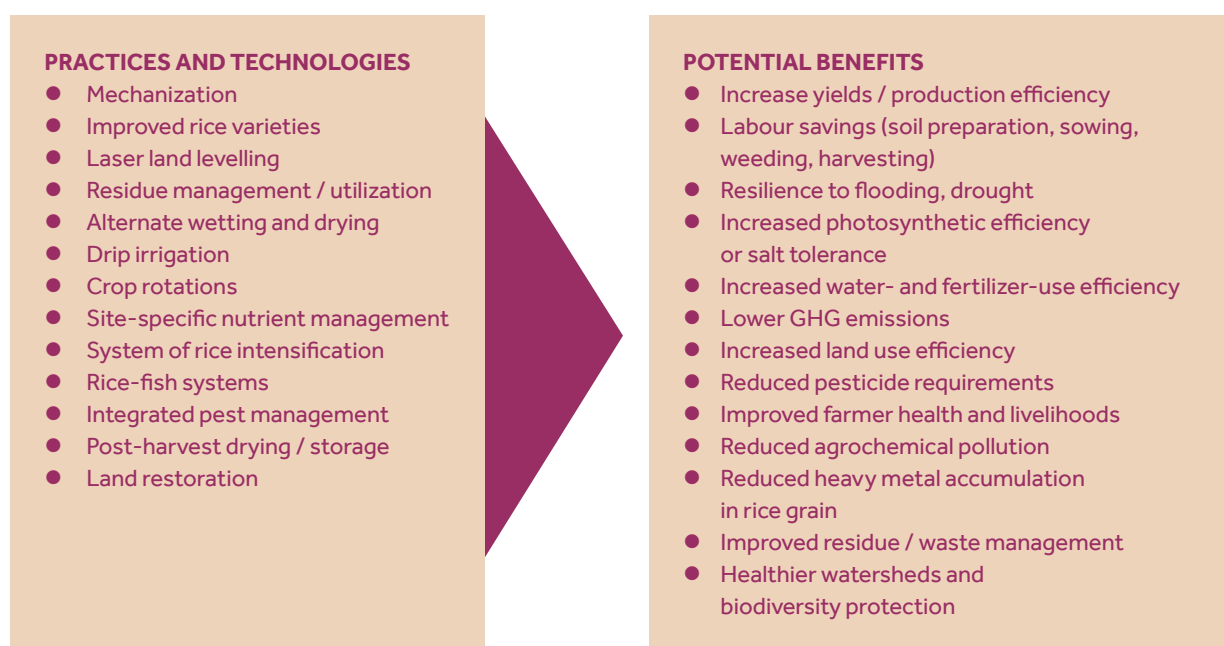 PRACTICES AND TECHNOLOGIES
● Mechanization
● Improved rice varieties
● Laser land levelling
● Residue management / utilization
● Alternate wetting and drying
● Drip irrigation
● Crop rotations
● Site-specific nutrient management
● System of rice intensification
● Rice-fish systems
● Integrated pest management
● Post-harvest drying / storage
● Land restoration
POTENTIAL BENEFITS
● Increase yields / production efficiency
● Labour savings (soil preparation, sowing,
weeding, harvesting)
● Resilience to flooding, drought
● Increased photosynthetic efficiency
or salt tolerance
● Increased water- and fertilizer-use efficiency
● Lower GHG emissions
● Increased land use efficiency
● Reduced pesticide requirements
● Improved farmer health and livelihoods
● Reduced agrochemical pollution
● Reduced heavy metal accumulation
in rice grain
● Improved residue / waste management
● Healthier watersheds and
biodiversity protection